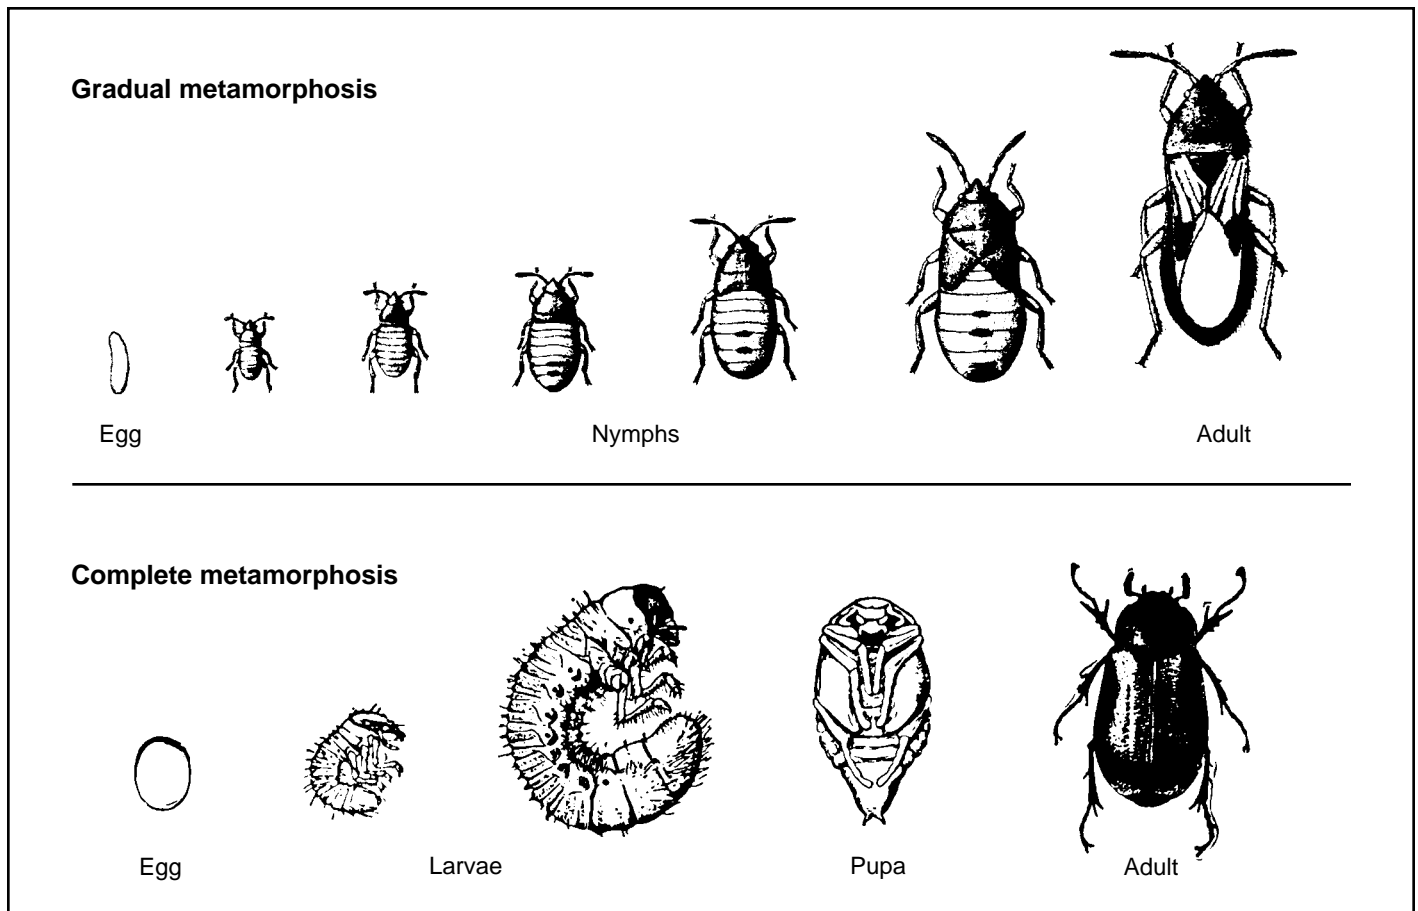 Gradual metamorphosis
Egg
Nymphs
Adult
Complete metamorphosis
Egg
Larvae
Pupa
Adult